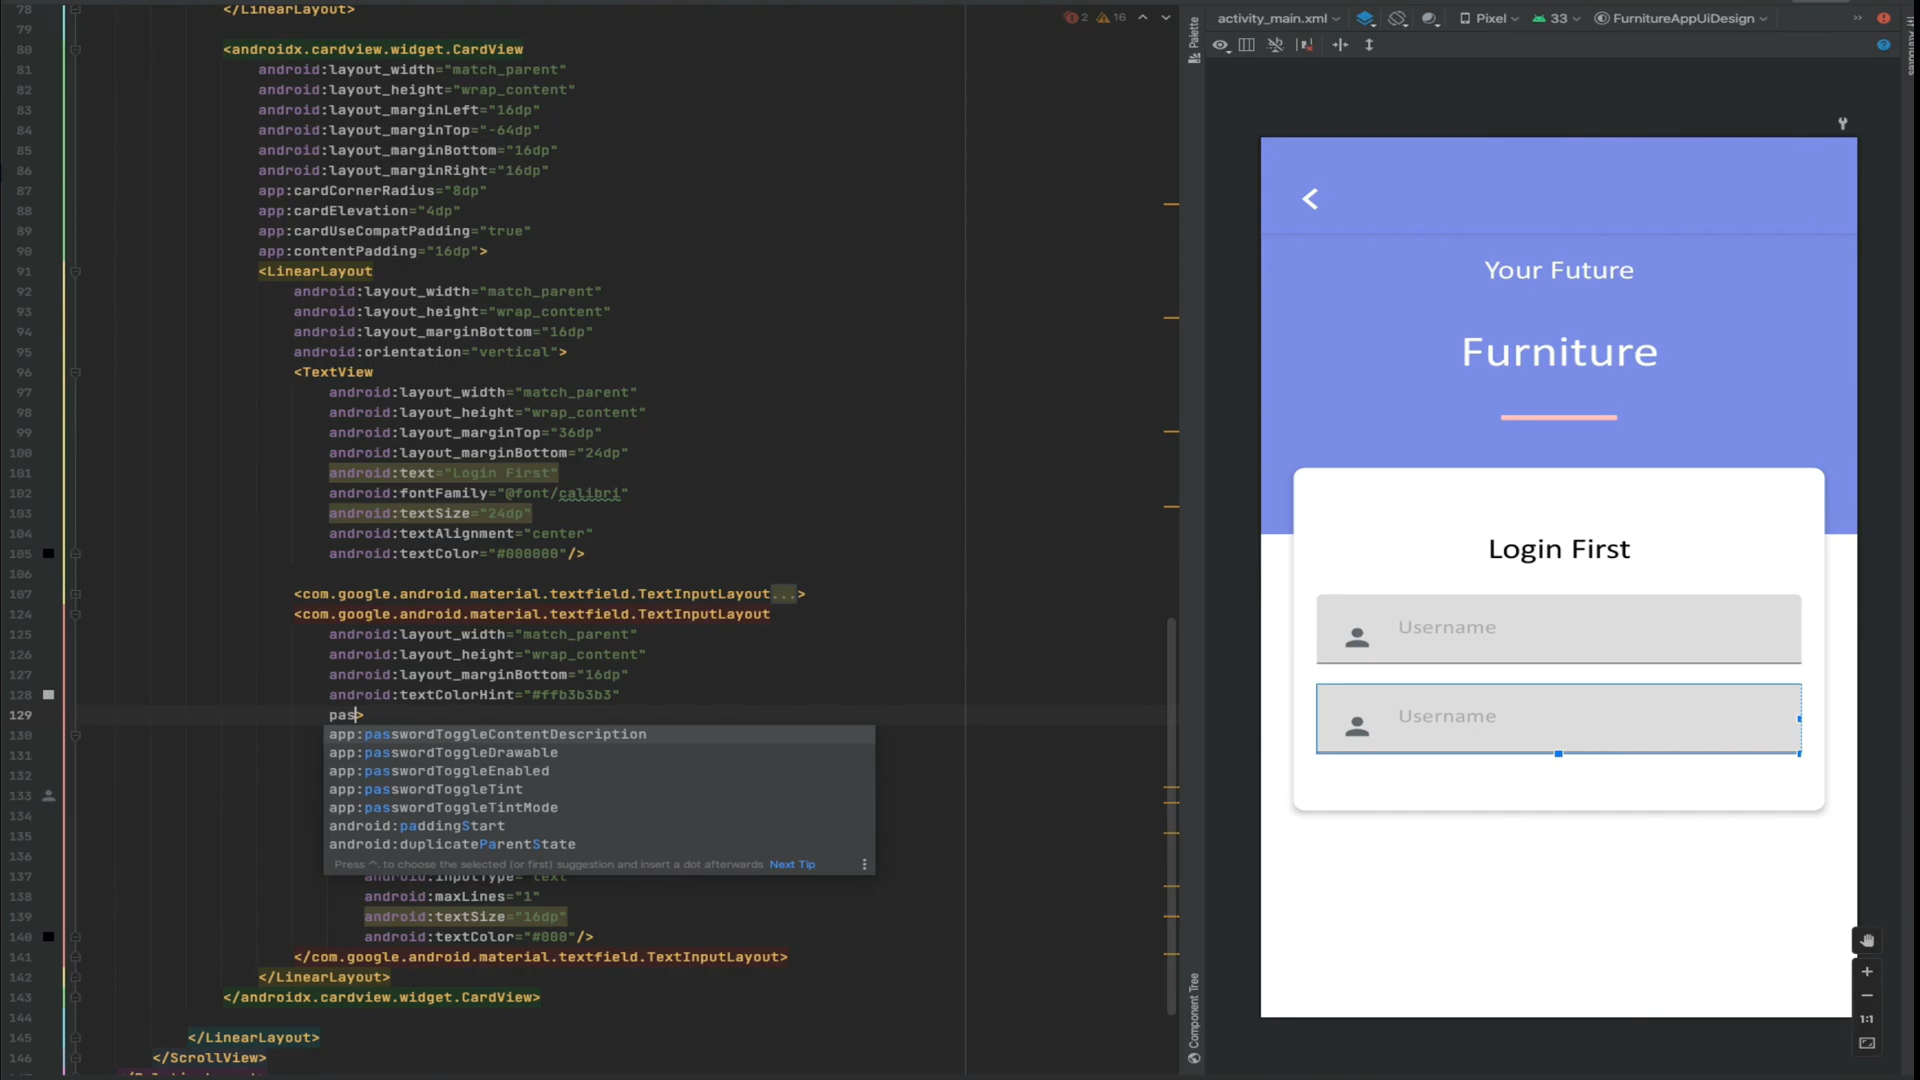 78 </LinearLayout>
79
80 <androidx.cardview.widget.CardView
81 android:layout_width="match_parent"
82 android:layout_height="wrap_content"
83 android:layout_marginLeft="16dp"
84 android:layout_marginTop="-64dp"
85 android:layout_marginBottom="16dp"
86 android:layout_marginRight="16dp"
87 app:cardCornerRadius="8dp"
88 app:cardElevation="4dp"
89 app:cardUseCompatPadding="true"
90 app:contentPadding="16dp">
91 <LinearLayout
92 android:layout_width="match_parent"
93 android:layout_height="wrap_content"
94 android:layout_marginBottom="16dp"
95 android:orientation="vertical">
96 <TextView
97 android:layout_width="match_parent"
98 android:layout_height="wrap_content"
99 android:layout_marginTop="36dp"
100 android:layout_marginBottom="24dp"
101 android:text="Login First"
102 android:fontFamily="@font/calibri"
103 android:textSize="24dp"
104 android:textAlignment="center"
105 android:textColor="#000000"/>
106
107 <com.google.android.material.textfield.TextInputLayout...>
124 <com.google.android.material.textfield.TextInputLayout
125 android:layout_width="match_parent"
126 android:layout_height="wrap_content"
127 android:layout_marginBottom="16dp"
128 android:textColorHint="#ffb3b3b3"
129 pas>
130 app:passwordToggleContentDescription
131 app:passwordToggleDrawable
132 app:passwordToggleEnabled
133 app:passwordToggleTint
134 app:passwordToggleTintMode
135 android:paddingStart
136 android:duplicateParentState
Press ^. to choose the selected (or first) suggestion and insert a dot afterwards Next Tip
137 android:inputType="text"
138 android:maxLines="1"
139 android:textSize="16dp"
140 android:textColor="#000"/>
141 </com.google.android.material.textfield.TextInputLayout>
142 </LinearLayout>
143 </androidx.cardview.widget.CardView>
144
145 </LinearLayout>
146 </ScrollView>
2 16
Palette
Component Tree
activity_main.xml Pixel 33 FurnitureAppUiDesign
Your Future
Furniture
Login First
Username
Username
1:1